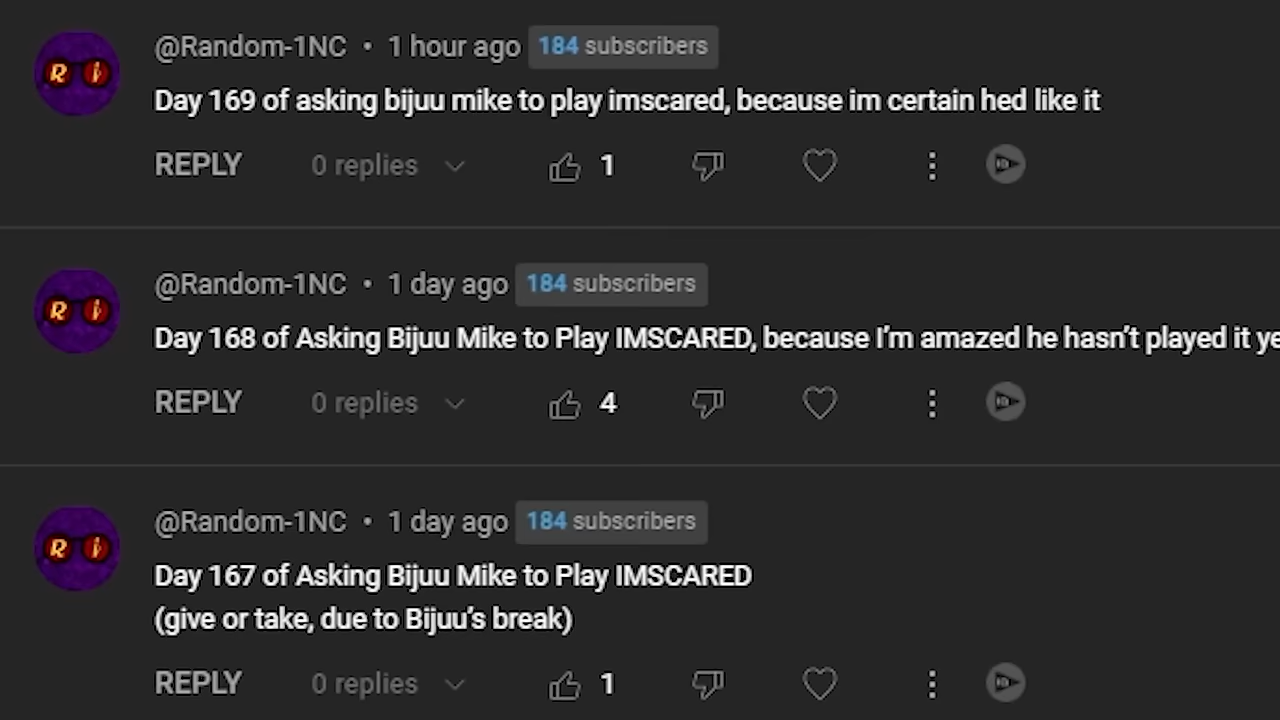 @Random-1NC • 1 hour ago 184 subscribers
Day 169 of asking bijuu mike to play imscared, because im certain hed like it
REPLY 0 replies 1
@Random-1NC • 1 day ago 184 subscribers
Day 168 of Asking Bijuu Mike to Play IMSCARED, because I’m amazed he hasn’t played it ye
REPLY 0 replies 4
@Random-1NC • 1 day ago 184 subscribers
Day 167 of Asking Bijuu Mike to Play IMSCARED
(give or take, due to Bijuu’s break)
REPLY 0 replies 1